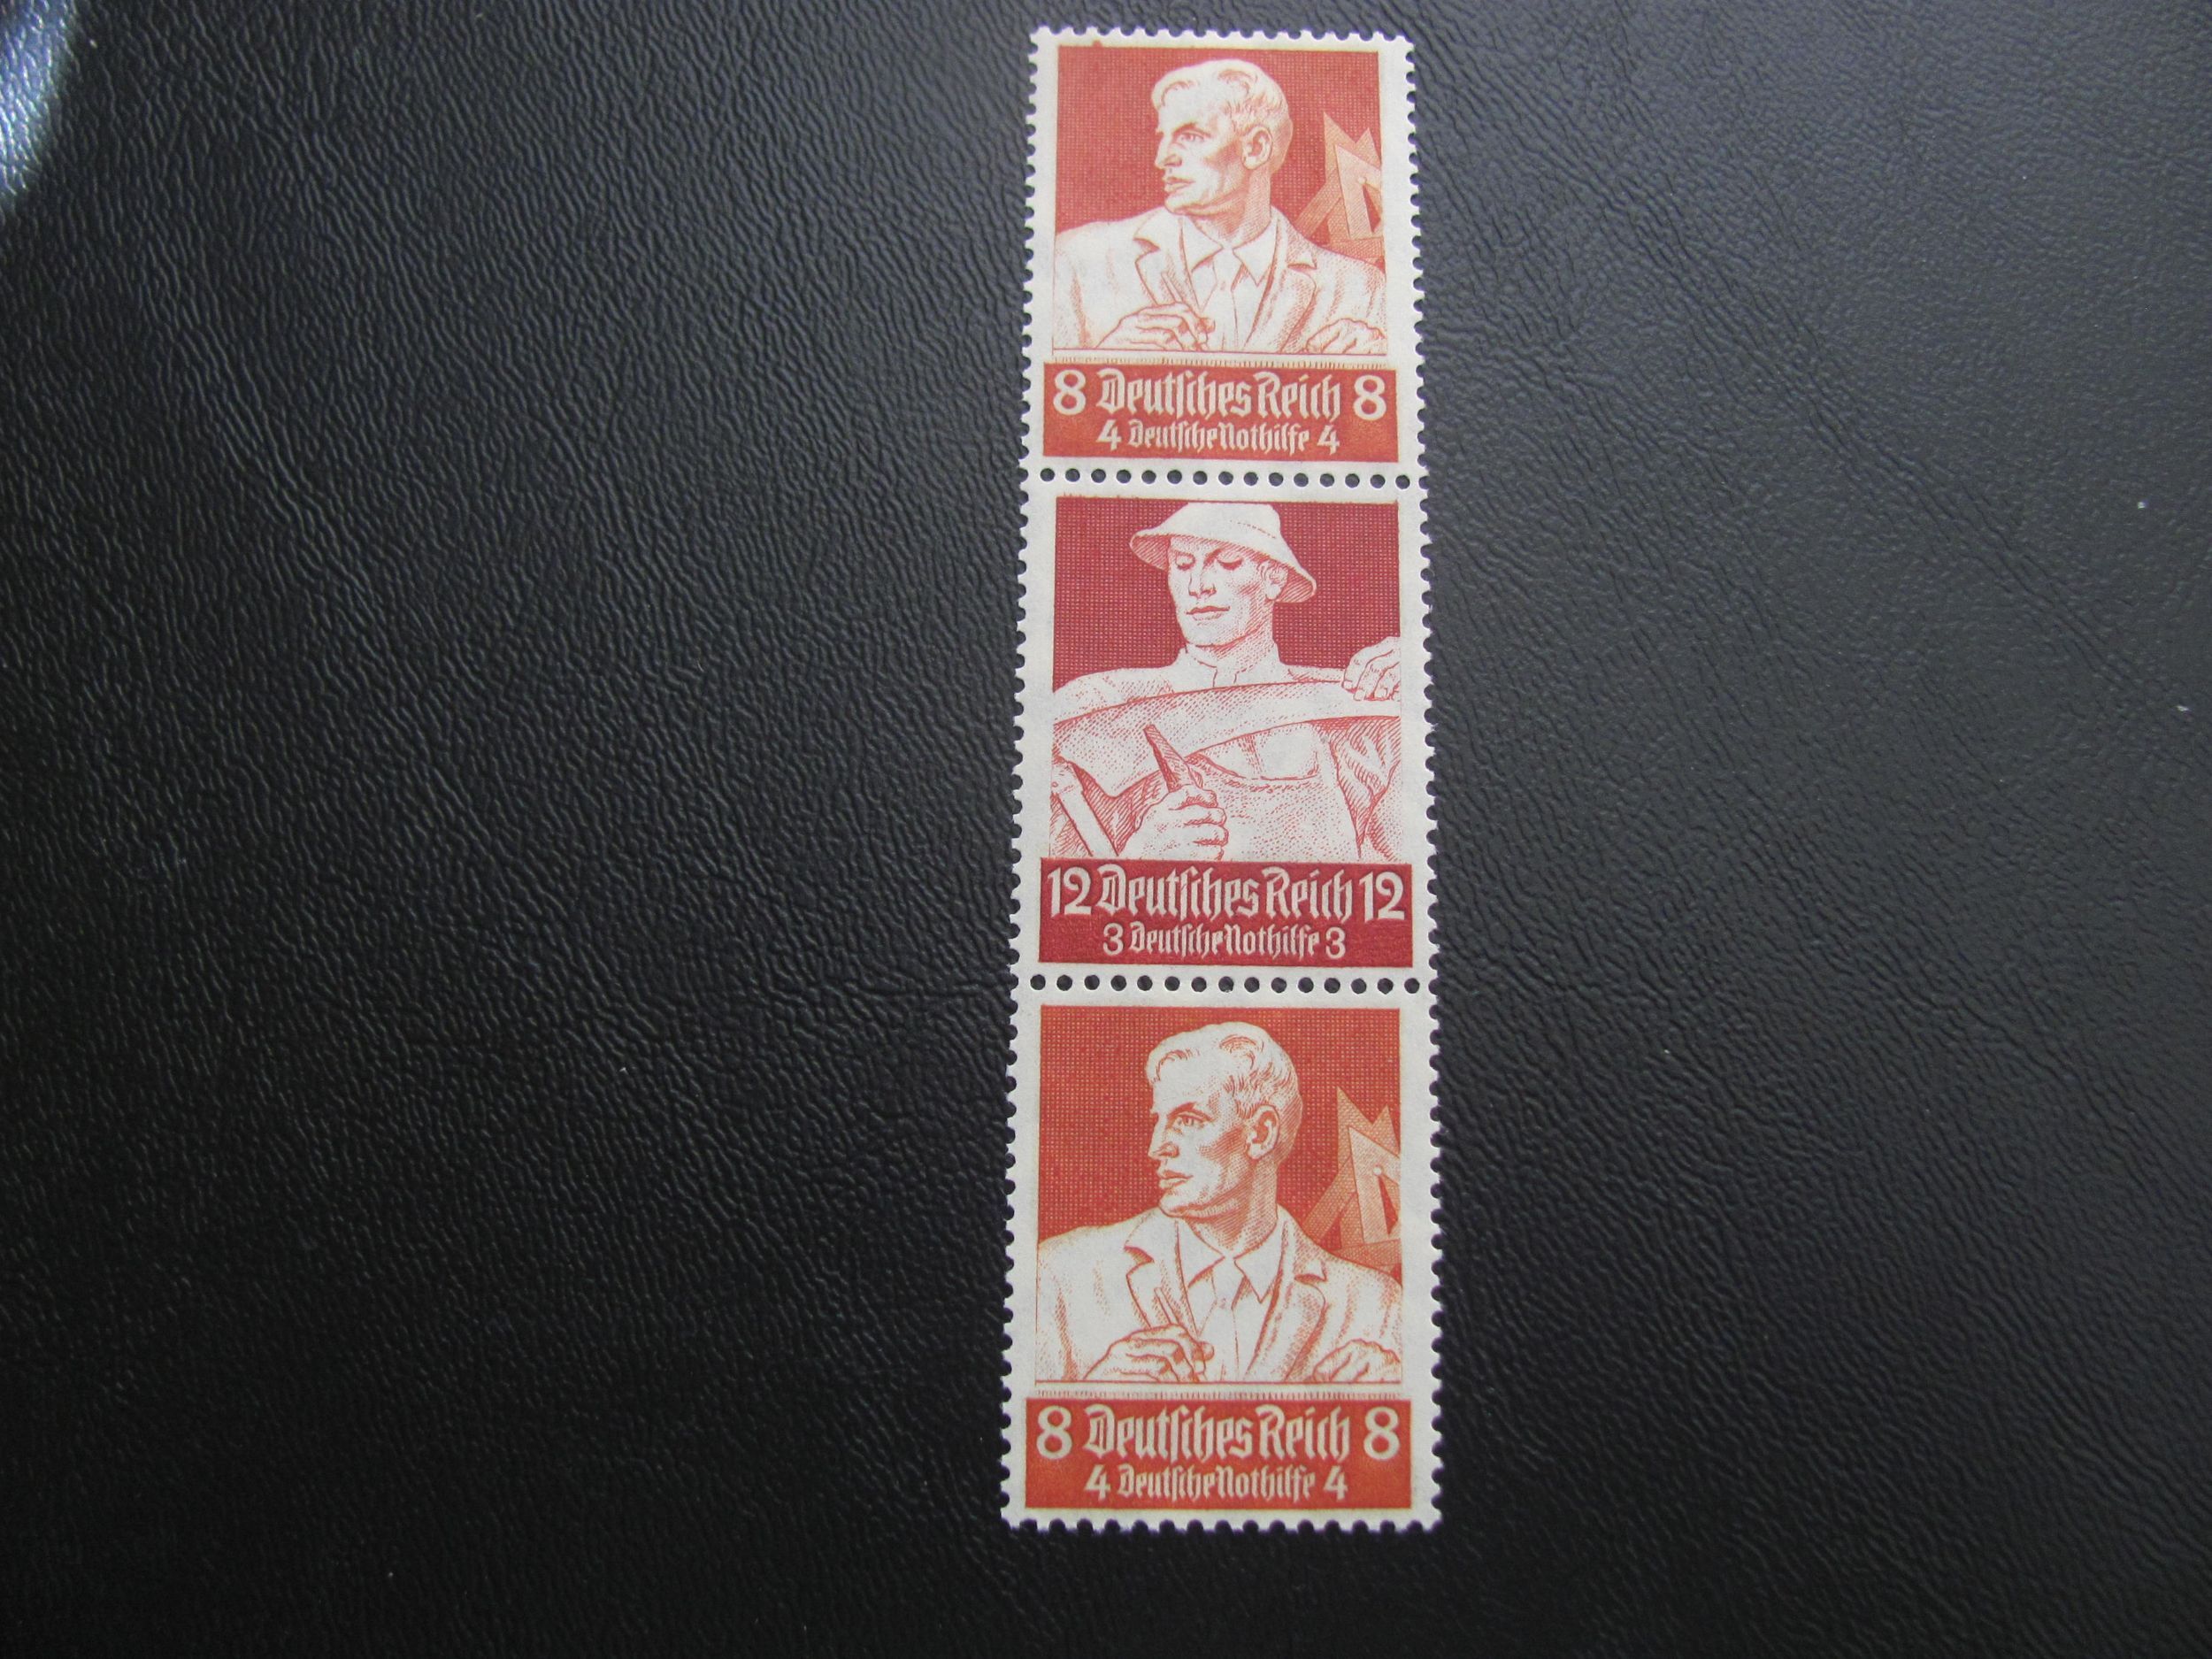 8 Deutsches Reich 8
4 Deutsche Nothilfe 4
12 Deutsches Reich 12
3 Deutsche Nothilfe 3
8 Deutsches Reich 8
4 Deutsche Nothilfe 4